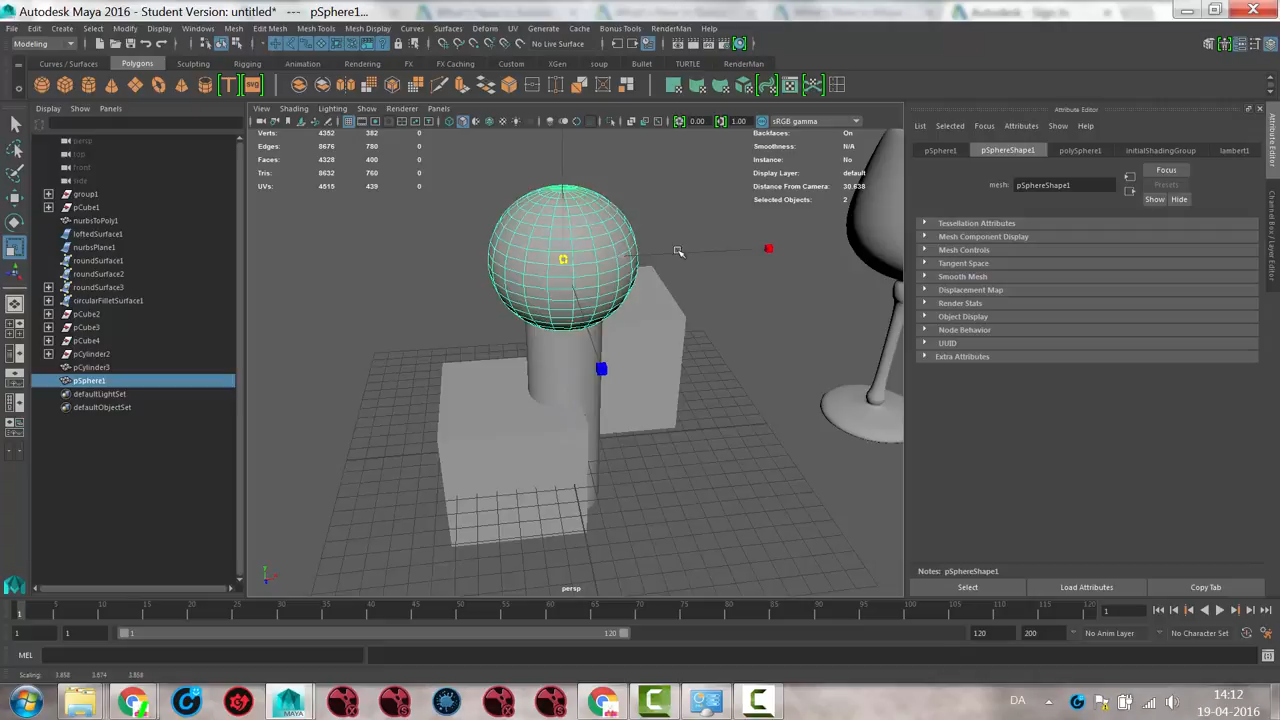 Autodesk Maya 2016 - Student Version: untitled* --- pSphere1...
File Edit Create Select Modify Display Windows Mesh Edit Mesh Mesh Tools Mesh Display Curves Surfaces Deform UV Generate Cache Bonus Tools RenderMan Help
Modeling No Live Surface
Curves / Surfaces Polygons Sculpting Rigging Animation Rendering FX FX Caching Custom XGen soup Bullet TURTLE RenderMan
Display Show Panels
View Shading Lighting Show Renderer Panels
0.00 1.00 sRGB gamma
Attribute Editor
List Selected Focus Attributes Show Help
pSphere1 pSphereShape1 polySphere1 initialShadingGroup lambert1
mesh: pSphereShape1
Focus
Presets
Show Hide
Tessellation Attributes
Mesh Component Display
Mesh Controls
Tangent Space
Smooth Mesh
Displacement Map
Render Stats
Object Display
Node Behavior
UUID
Extra Attributes
Notes: pSphereShape1
Select Load Attributes Copy Tab
Attribute Editor
Channel Box / Layer Editor
persp
top
front
side
group1
pCube1
nurbsToPoly1
loftedSurface1
nurbsPlane1
roundSurface1
roundSurface2
roundSurface3
circularFilletSurface1
pCube2
pCube3
pCube4
pCylinder2
pCylinder3
pSphere1
defaultLightSet
defaultObjectSet
Verts: 4352 382 0
Edges: 8676 780 0
Faces: 4328 400 0
Tris: 8632 760 0
UVs: 4515 439 0
Backfaces: On
Smoothness: N/A
Instance: No
Display Layer: default
Distance From Camera: 30.638
Selected Objects: 2
persp
5 10 15 20 25 30 35 40 45 50 55 60 65 70 75 80 85 90 95 100 105 110 115 120
1
1 1 1 120 120 200 No Anim Layer No Character Set
MEL
Scaling: 3.858 3.674 3.858
MAYA
DA
14:12
19-04-2016